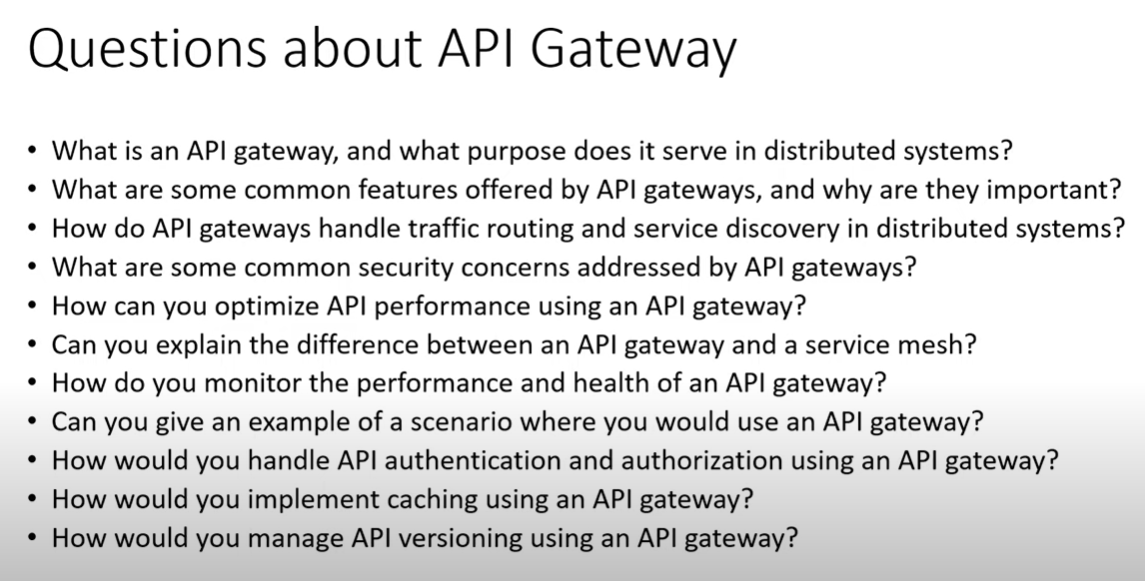 Questions about API Gateway
• What is an API gateway, and what purpose does it serve in distributed systems?
• What are some common features offered by API gateways, and why are they important?
• How do API gateways handle traffic routing and service discovery in distributed systems?
• What are some common security concerns addressed by API gateways?
• How can you optimize API performance using an API gateway?
• Can you explain the difference between an API gateway and a service mesh?
• How do you monitor the performance and health of an API gateway?
• Can you give an example of a scenario where you would use an API gateway?
• How would you handle API authentication and authorization using an API gateway?
• How would you implement caching using an API gateway?
• How would you manage API versioning using an API gateway?